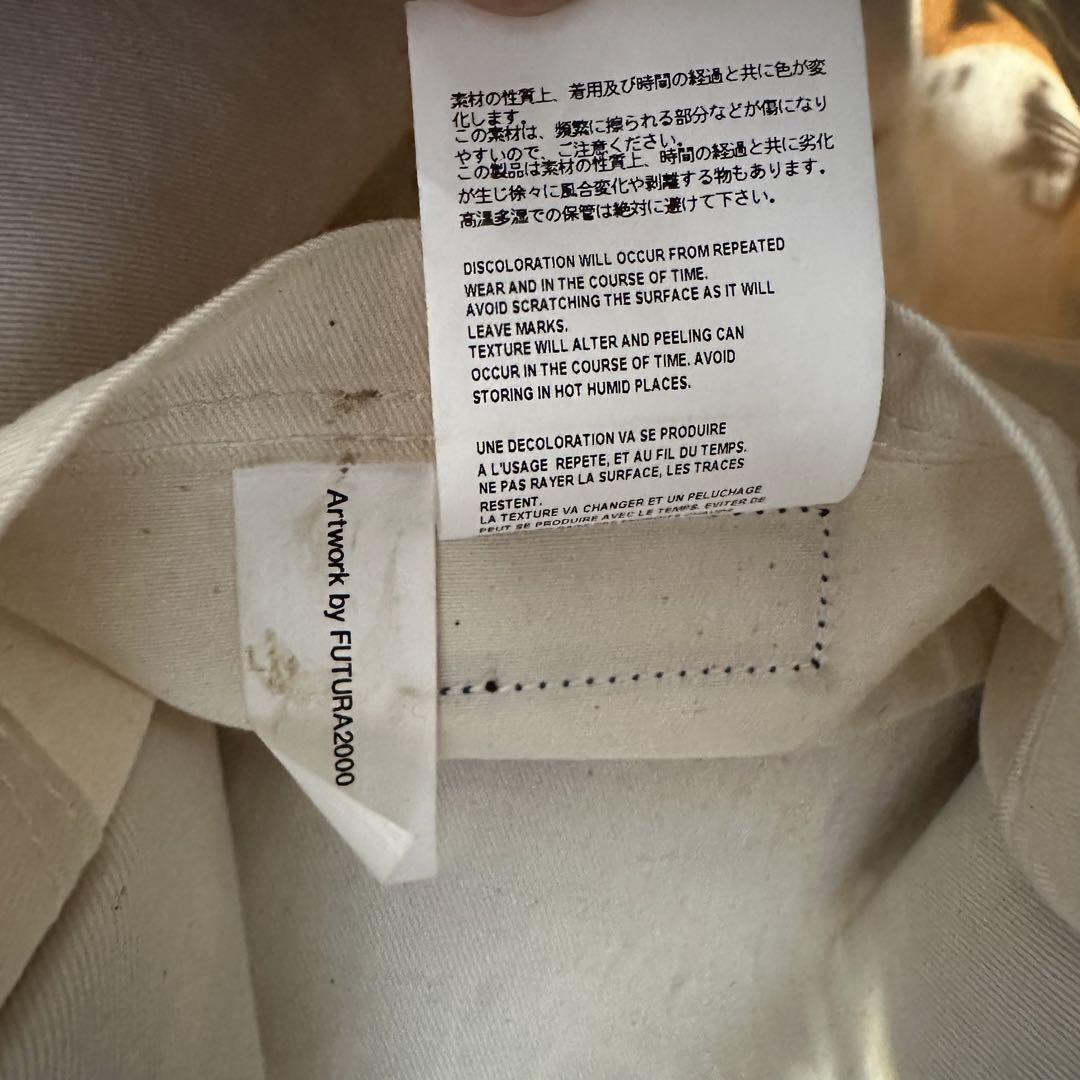 素材の性質上、着用及び時間の経過と共に色が変
化します。
この素材は、頻繁に擦られる部分などが傷になり
やすいので、ご注意ください。
この製品は素材の性質上、時間の経過と共に劣化
が生じ徐々に風合変化や剥離する物もあります。
高温多湿での保管は絶対に避けて下さい。
DISCOLORATION WILL OCCUR FROM REPEATED
WEAR AND IN THE COURSE OF TIME.
AVOID SCRATCHING THE SURFACE AS IT WILL
LEAVE MARKS.
TEXTURE WILL ALTER AND PEELING CAN
OCCUR IN THE COURSE OF TIME. AVOID
STORING IN HOT HUMID PLACES.
UNE DECOLORATION VA SE PRODUIRE
A L'USAGE REPETE, ET AU FIL DU TEMPS.
NE PAS RAYER LA SURFACE, LES TRACES
RESTENT.
LA TEXTURE VA CHANGER ET UN PELUCHAGE
PEUT SE PRODUIRE AVEC LE TEMPS. EVITER DE
Artwork by FUTURA2000